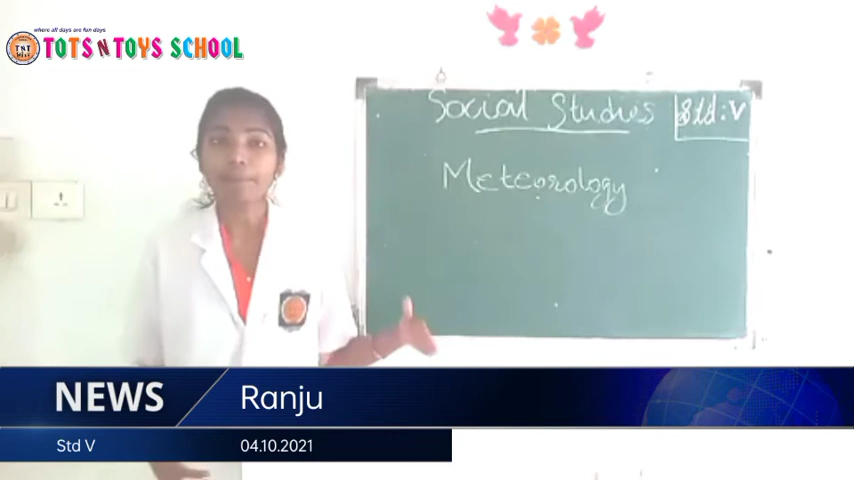 where all days are fun days
TOTS N TOYS SCHOOL
TNT
Social Studies
Std : V
Meteorology
NEWS
Ranju
Std V
04.10.2021